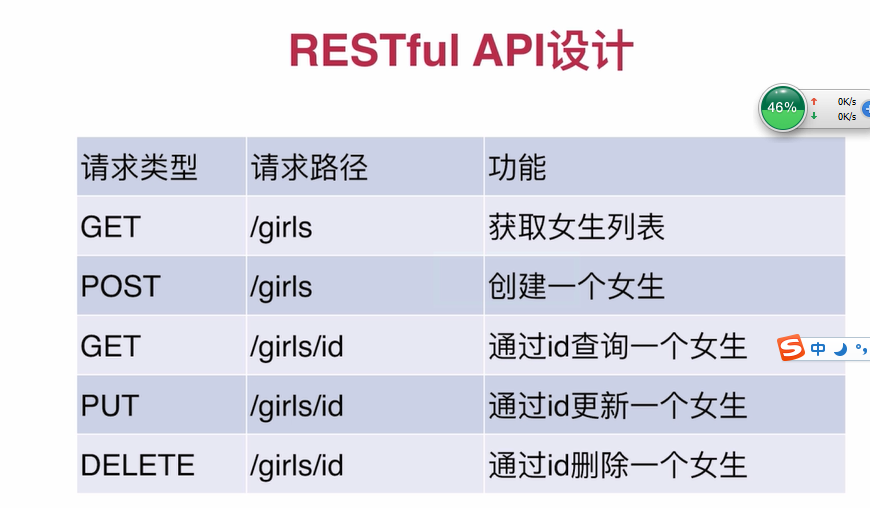 RESTful API设计
46%
0K/s
0K/s
请求类型 请求路径 功能
GET /girls 获取女生列表
POST /girls 创建一个女生
GET /girls/id 通过id查询一个女生
中
PUT /girls/id 通过id更新一个女生
DELETE /girls/id 通过id删除一个女生